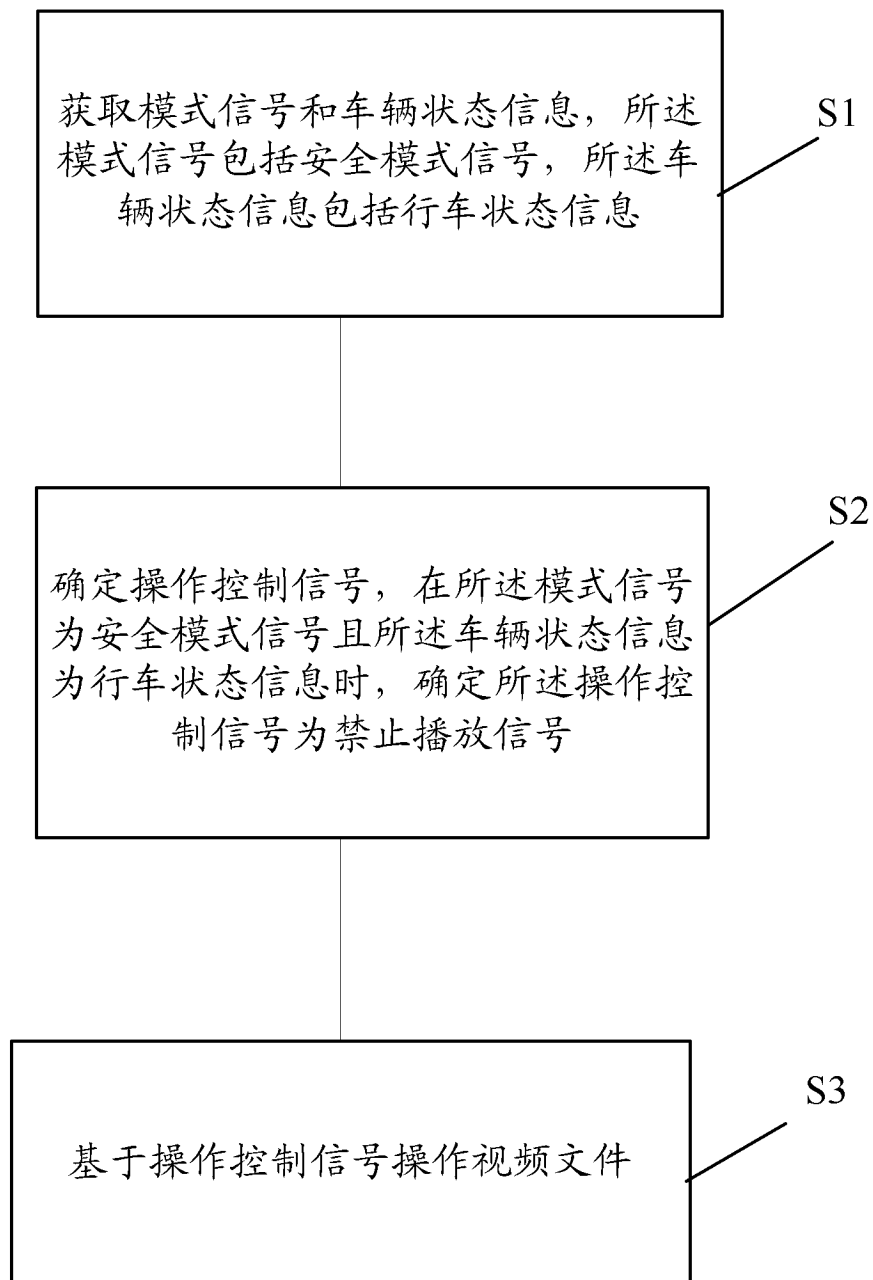 获取模式信号和车辆状态信息，所述
模式信号包括安全模式信号，所述车
辆状态信息包括行车状态信息
S1
确定操作控制信号，在所述模式信号
为安全模式信号且所述车辆状态信息
为行车状态信息时，确定所述操作控
制信号为禁止播放信号
S2
基于操作控制信号操作视频文件
S3